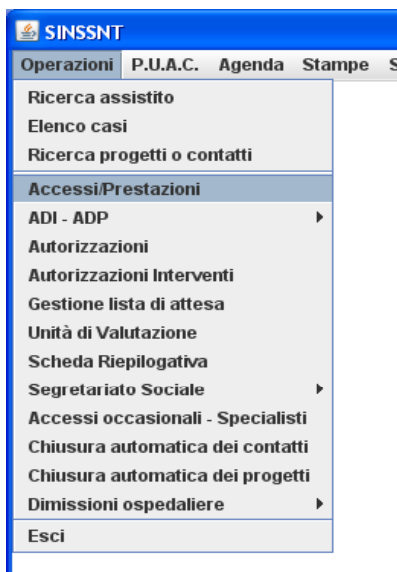 SINSSNT
Operazioni P.U.A.C. Agenda Stampe S
Ricerca assistito
Elenco casi
Ricerca progetti o contatti
Accessi/Prestazioni
ADI - ADP
Autorizzazioni
Autorizzazioni Interventi
Gestione lista di attesa
Unità di Valutazione
Scheda Riepilogativa
Segretariato Sociale
Accessi occasionali - Specialisti
Chiusura automatica dei contatti
Chiusura automatica dei progetti
Dimissioni ospedaliere
Esci